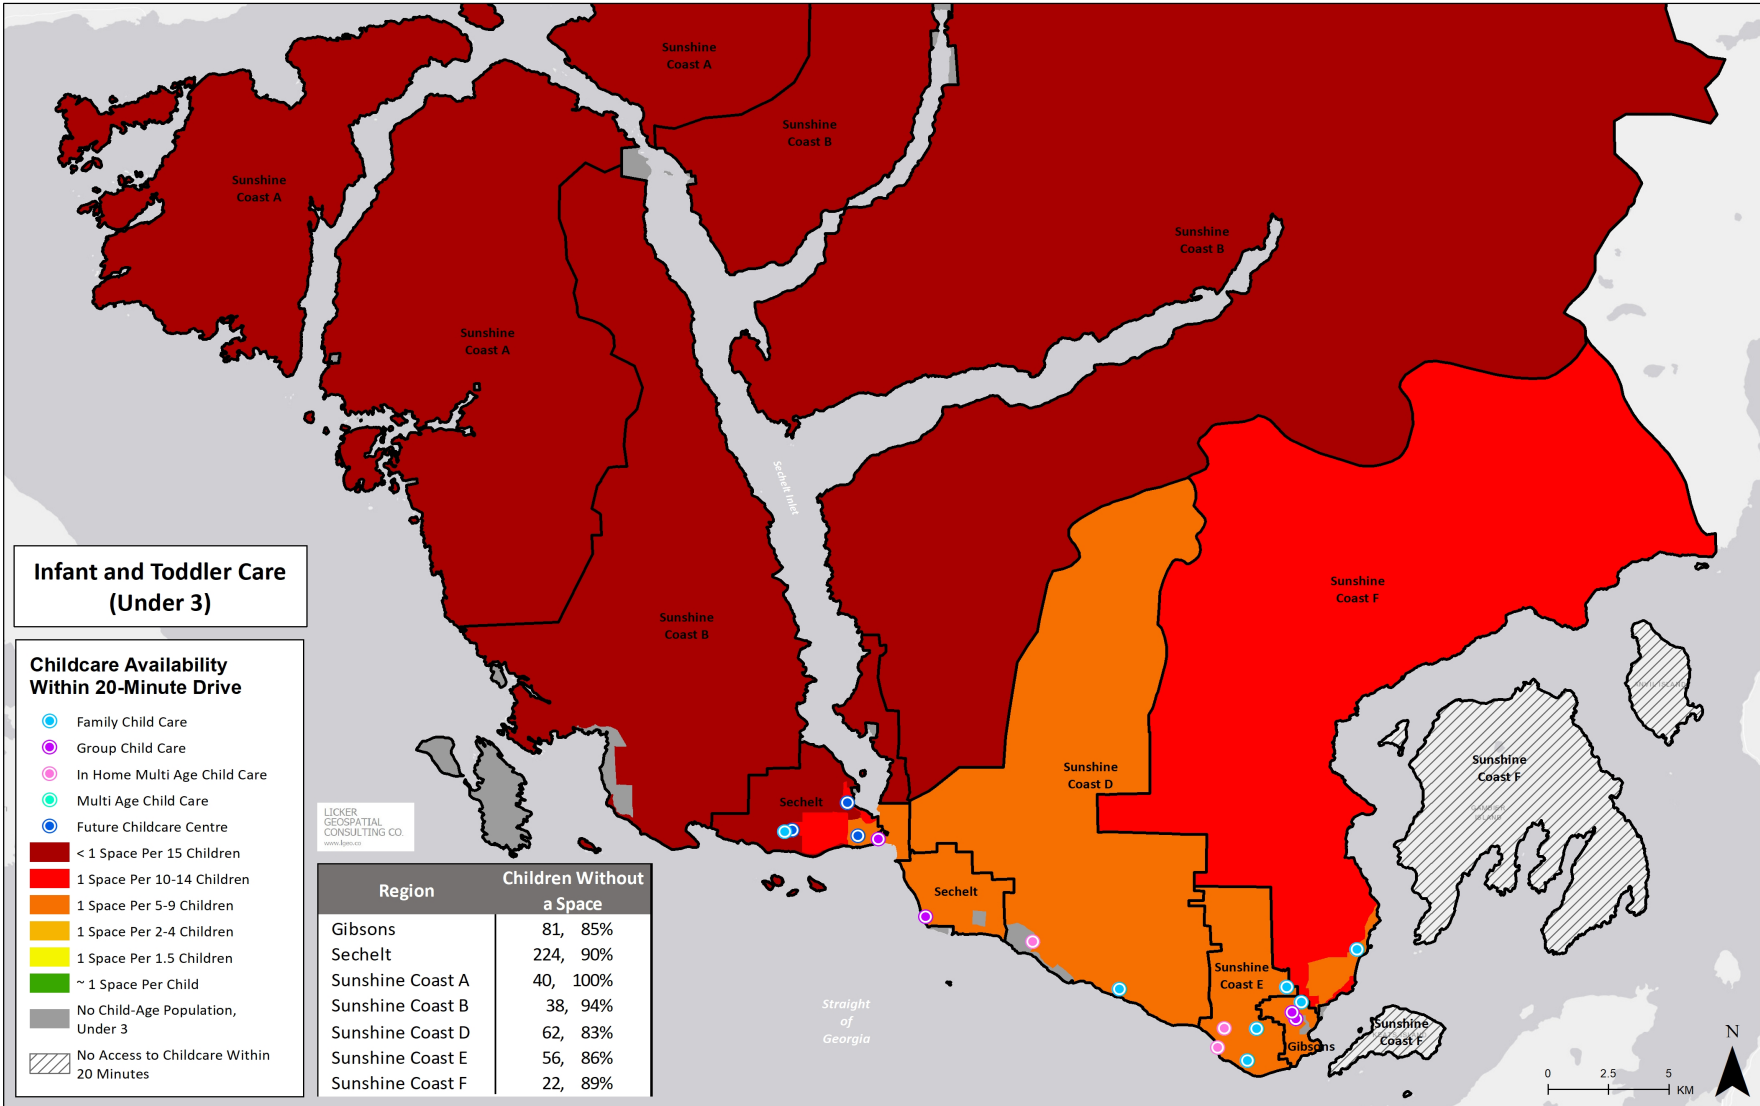 Sunshine
Coast A
Sunshine
Coast B
Sunshine
Coast A
Sunshine
Coast B
Sunshine
Coast A
Sechelt Inlet
Sunshine
Coast F
Sunshine
Coast B
ANVIL ISLAND
Sunshine
Coast D
Sunshine
Coast F
GAMBIER
ISLAND
Sechelt
Sechelt
Sunshine
Coast E
Gibsons
Sunshine
Coast F
Straight
of
Georgia
Infant and Toddler Care
(Under 3)
Childcare Availability
Within 20-Minute Drive
Family Child Care
Group Child Care
In Home Multi Age Child Care
Multi Age Child Care
Future Childcare Centre
< 1 Space Per 15 Children
1 Space Per 10-14 Children
1 Space Per 5-9 Children
1 Space Per 2-4 Children
1 Space Per 1.5 Children
~ 1 Space Per Child
No Child-Age Population,
Under 3
No Access to Childcare Within
20 Minutes
LICKER
GEOSPATIAL
CONSULTING CO.
www.lgeo.co
Region Children Without a Space
Gibsons 81, 85%
Sechelt 224, 90%
Sunshine Coast A 40, 100%
Sunshine Coast B 38, 94%
Sunshine Coast D 62, 83%
Sunshine Coast E 56, 86%
Sunshine Coast F 22, 89%
N
0 2.5 5
KM